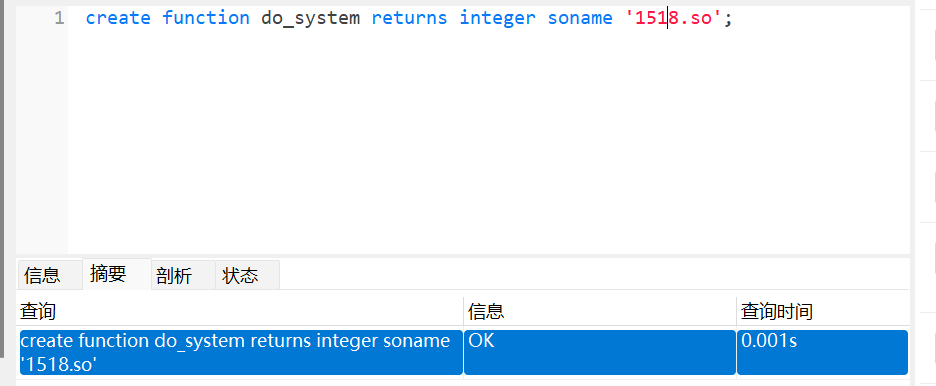 1 create function do_system returns integer soname '1518.so';
信息 摘要 剖析 状态
查询 信息 查询时间
create function do_system returns integer soname OK 0.001s
'1518.so'